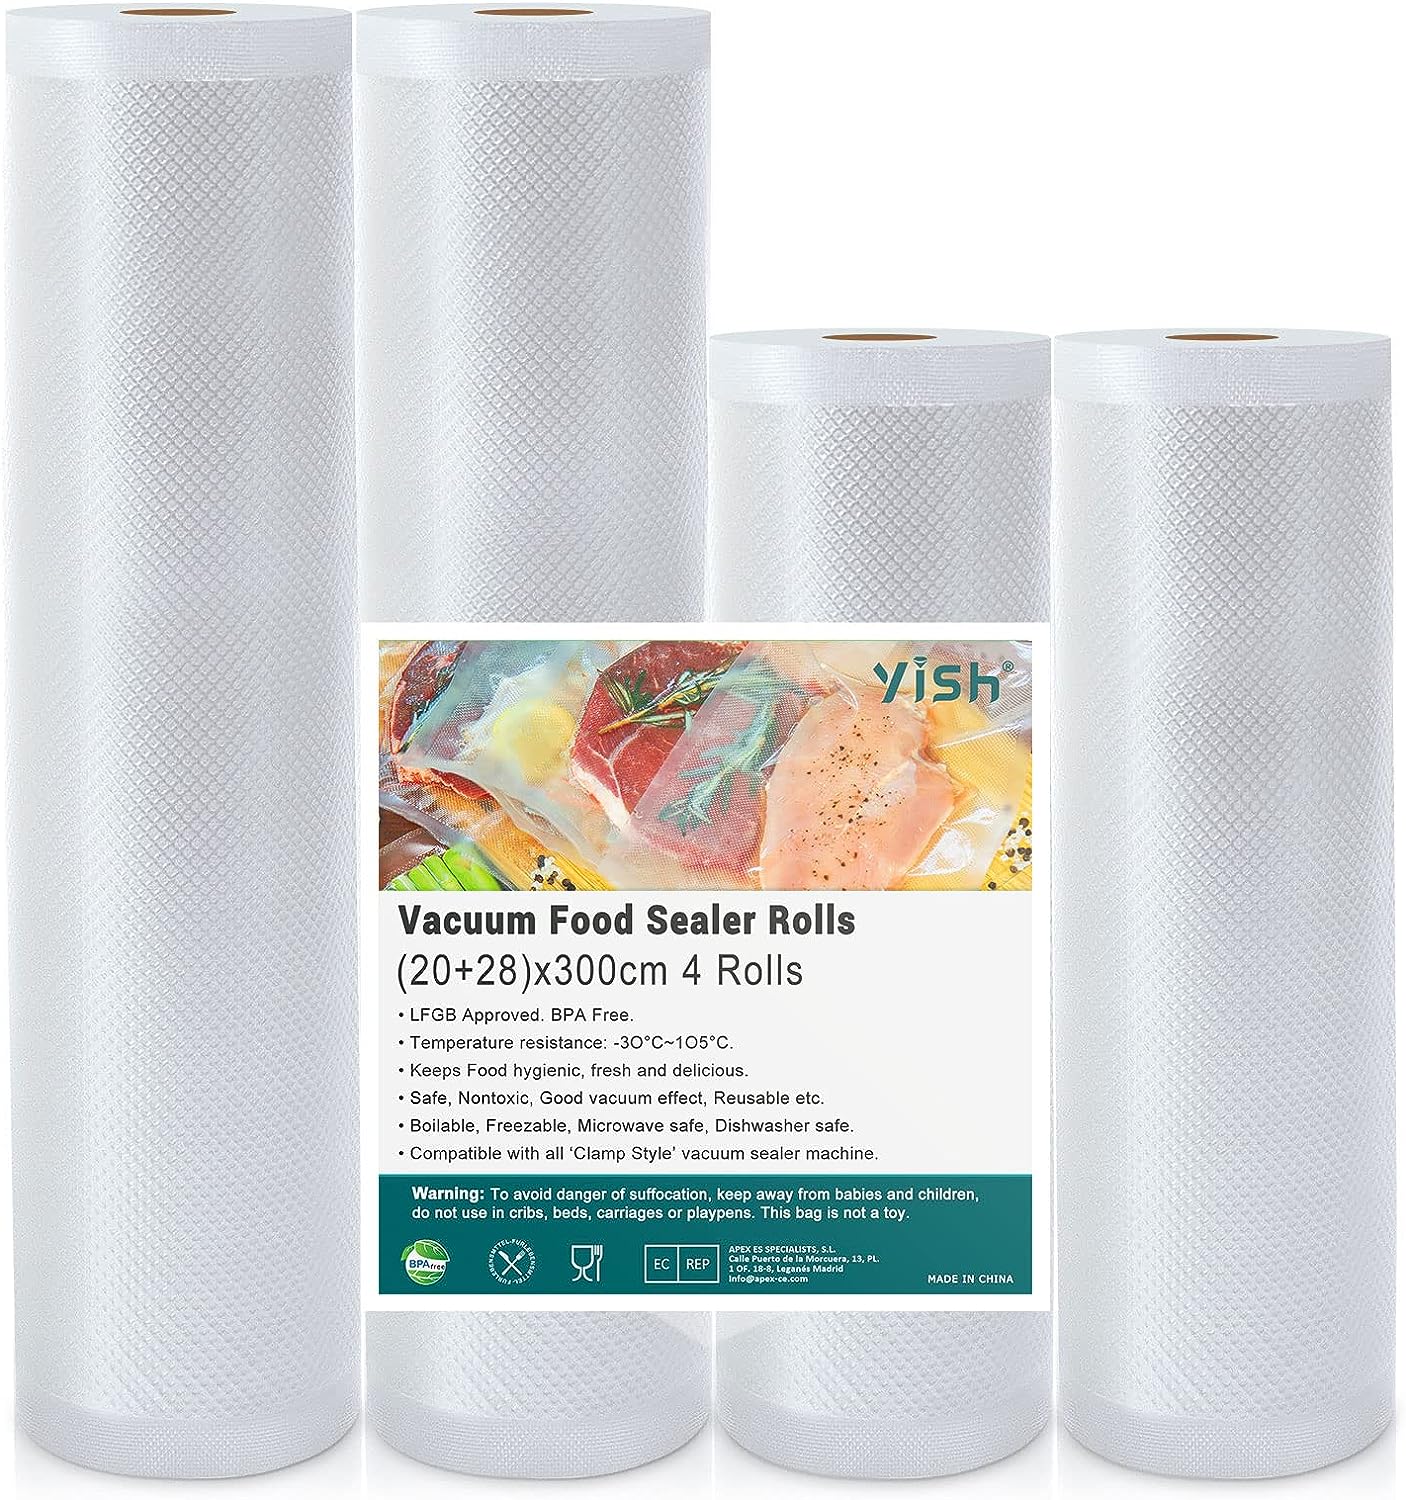 Yish®
Vacuum Food Sealer Rolls
(20+28)x300cm 4 Rolls
• LFGB Approved. BPA Free.
• Temperature resistance: -3O°C~1O5°C.
• Keeps Food hygienic, fresh and delicious.
• Safe, Nontoxic, Good vacuum effect, Reusable etc.
• Boilable, Freezable, Microwave safe, Dishwasher safe.
• Compatible with all ‘Clamp Style’ vacuum sealer machine.
Warning: To avoid danger of suffocation, keep away from babies and children,
do not use in cribs, beds, carriages or playpens. This bag is not a toy.
BPA free
EC REP
APEX ES SPECIALISTS, S.L.
Calle Puerto de la Morcuera, 13, PL.
1 OF. 18-8, Leganés Madrid
Info@apex-ce.com
MADE IN CHINA